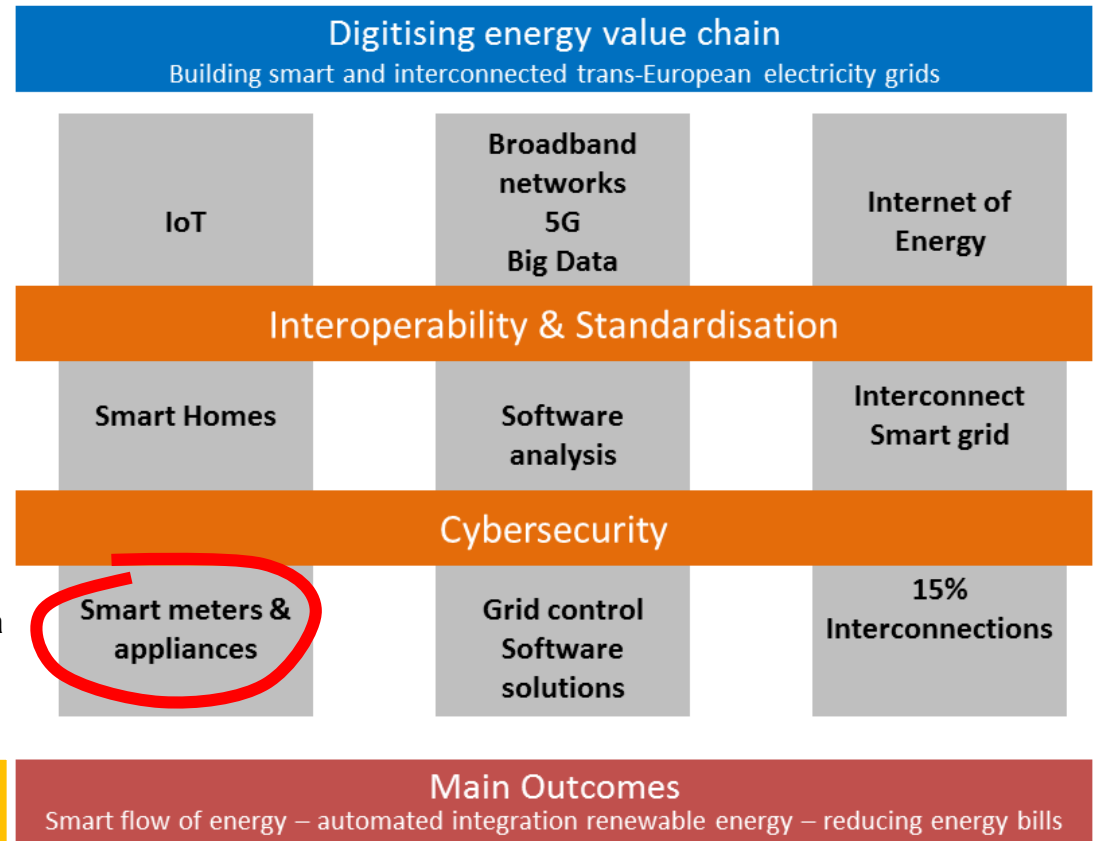 Digitising energy value chain
Building smart and interconnected trans-European electricity grids
IoT
Broadband
networks
5G
Big Data
Internet of
Energy
Interoperability & Standardisation
Smart Homes
Software
analysis
Interconnect
Smart grid
Cybersecurity
Smart meters &
appliances
Grid control
Software
solutions
15%
Interconnections
Main Outcomes
Smart flow of energy – automated integration renewable energy – reducing energy bills